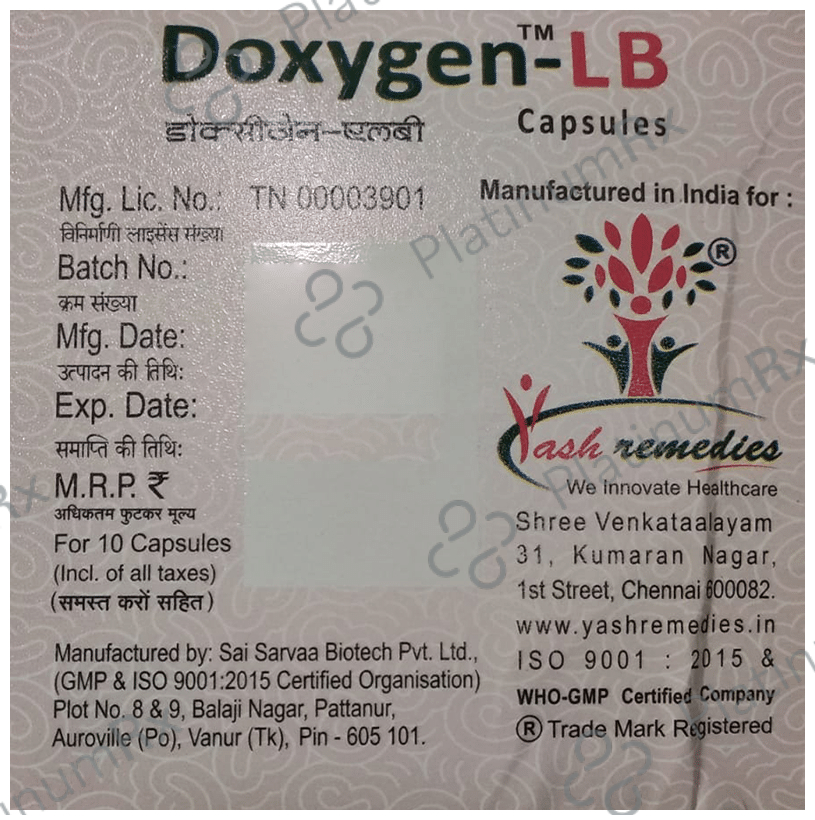 Doxygen™-LB
डोक्सीजेन-एलबी
Capsules
Mfg. Lic. No.: TN 00003901
विनिर्माणी लाइसेंस संख्या
Batch No.:
क्रम संख्या
Mfg. Date:
उत्पादन की तिथि:
Exp. Date:
समाप्ति की तिथि:
M.R.P. ₹
अधिकतम फुटकर मूल्य
For 10 Capsules
(Incl. of all taxes)
(समस्त करों सहित)
Manufactured by: Sai Sarvaa Biotech Pvt. Ltd.,
(GMP & ISO 9001:2015 Certified Organisation)
Plot No. 8 & 9, Balaji Nagar, Pattanur,
Auroville (Po), Vanur (Tk), Pin - 605 101.
Manufactured in India for :
®
Yash remedies
We Innovate Healthcare
Shree Venkataalayam
31, Kumaran Nagar,
1st Street, Chennai 600082.
www.yashremedies.in
ISO 9001 : 2015 &
WHO-GMP Certified Company
® Trade Mark Registered
PlatinumRx
PlatinumRx